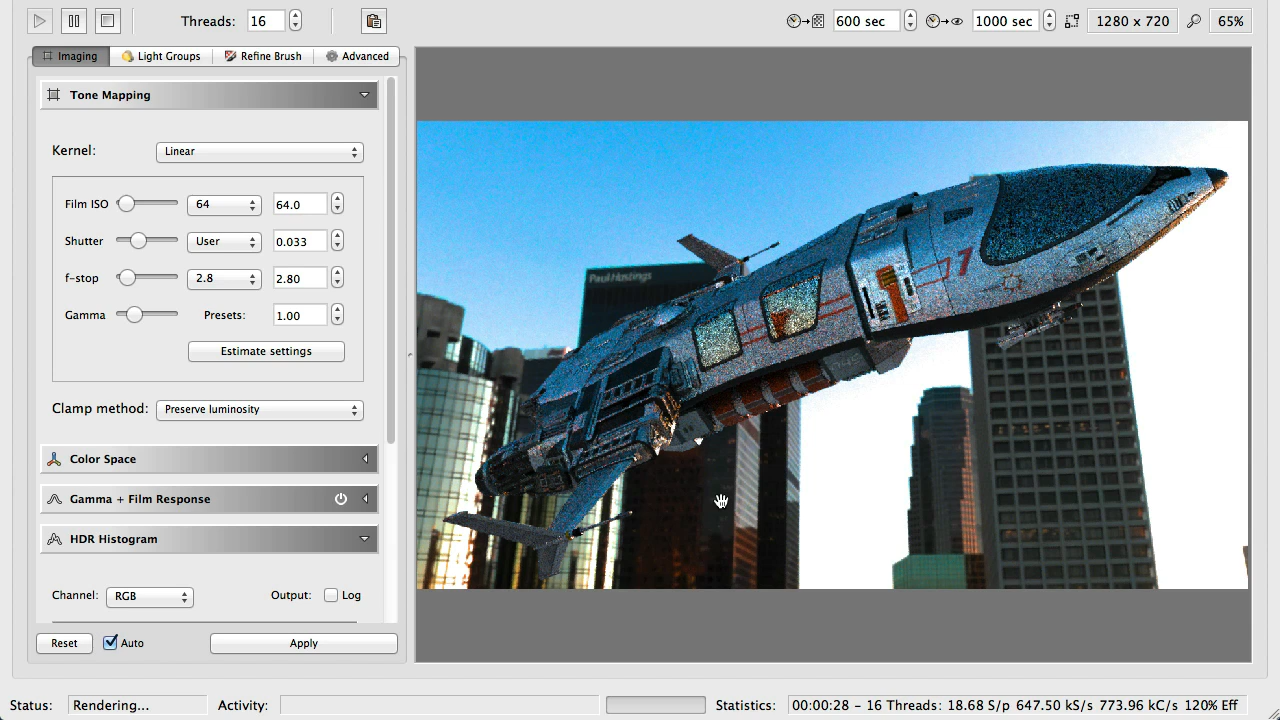 Threads: 16
600 sec
1000 sec
1280 x 720
65%
Imaging
Light Groups
Refine Brush
Advanced
Tone Mapping
Kernel: Linear
Film ISO 64 64.0
Shutter User 0.033
f-stop 2.8 2.80
Gamma Presets: 1.00
Estimate settings
Clamp method: Preserve luminosity
Color Space
Gamma + Film Response
HDR Histogram
Channel: RGB Output: Log
Reset Auto Apply
Paul Hastings
7
Status: Rendering... Activity: Statistics: 00:00:28 - 16 Threads: 18.68 S/p 647.50 kS/s 773.96 kC/s 120% Eff